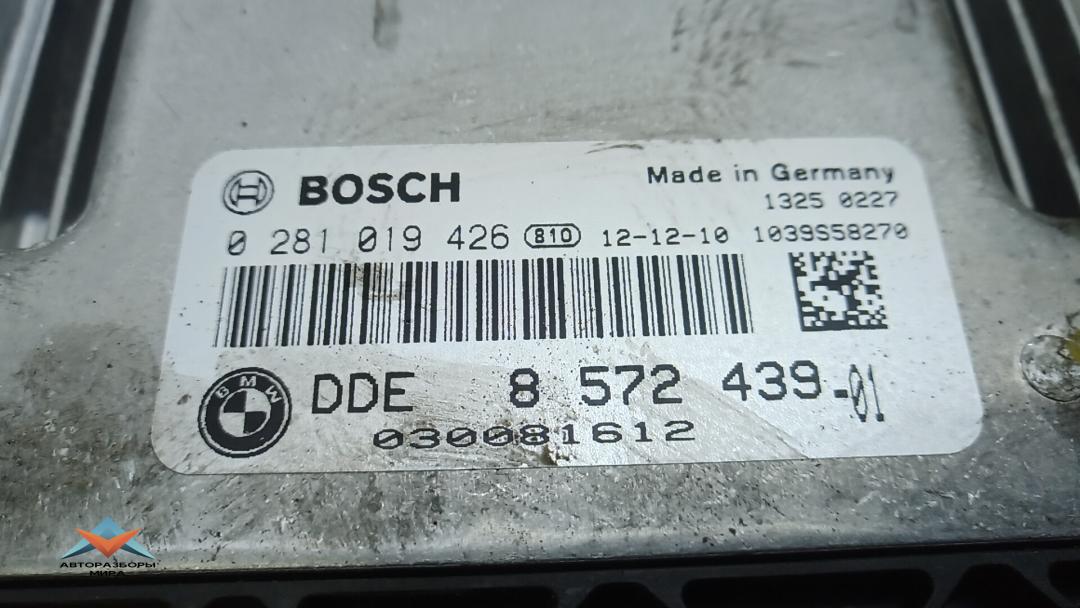 BOSCH Made in Germany
1325 0227
0 281 019 426 810 12-12-10 1039S58270
BMW DDE 8 572 439-01
030081612
АВТОРАЗБОРЫ
МИРА